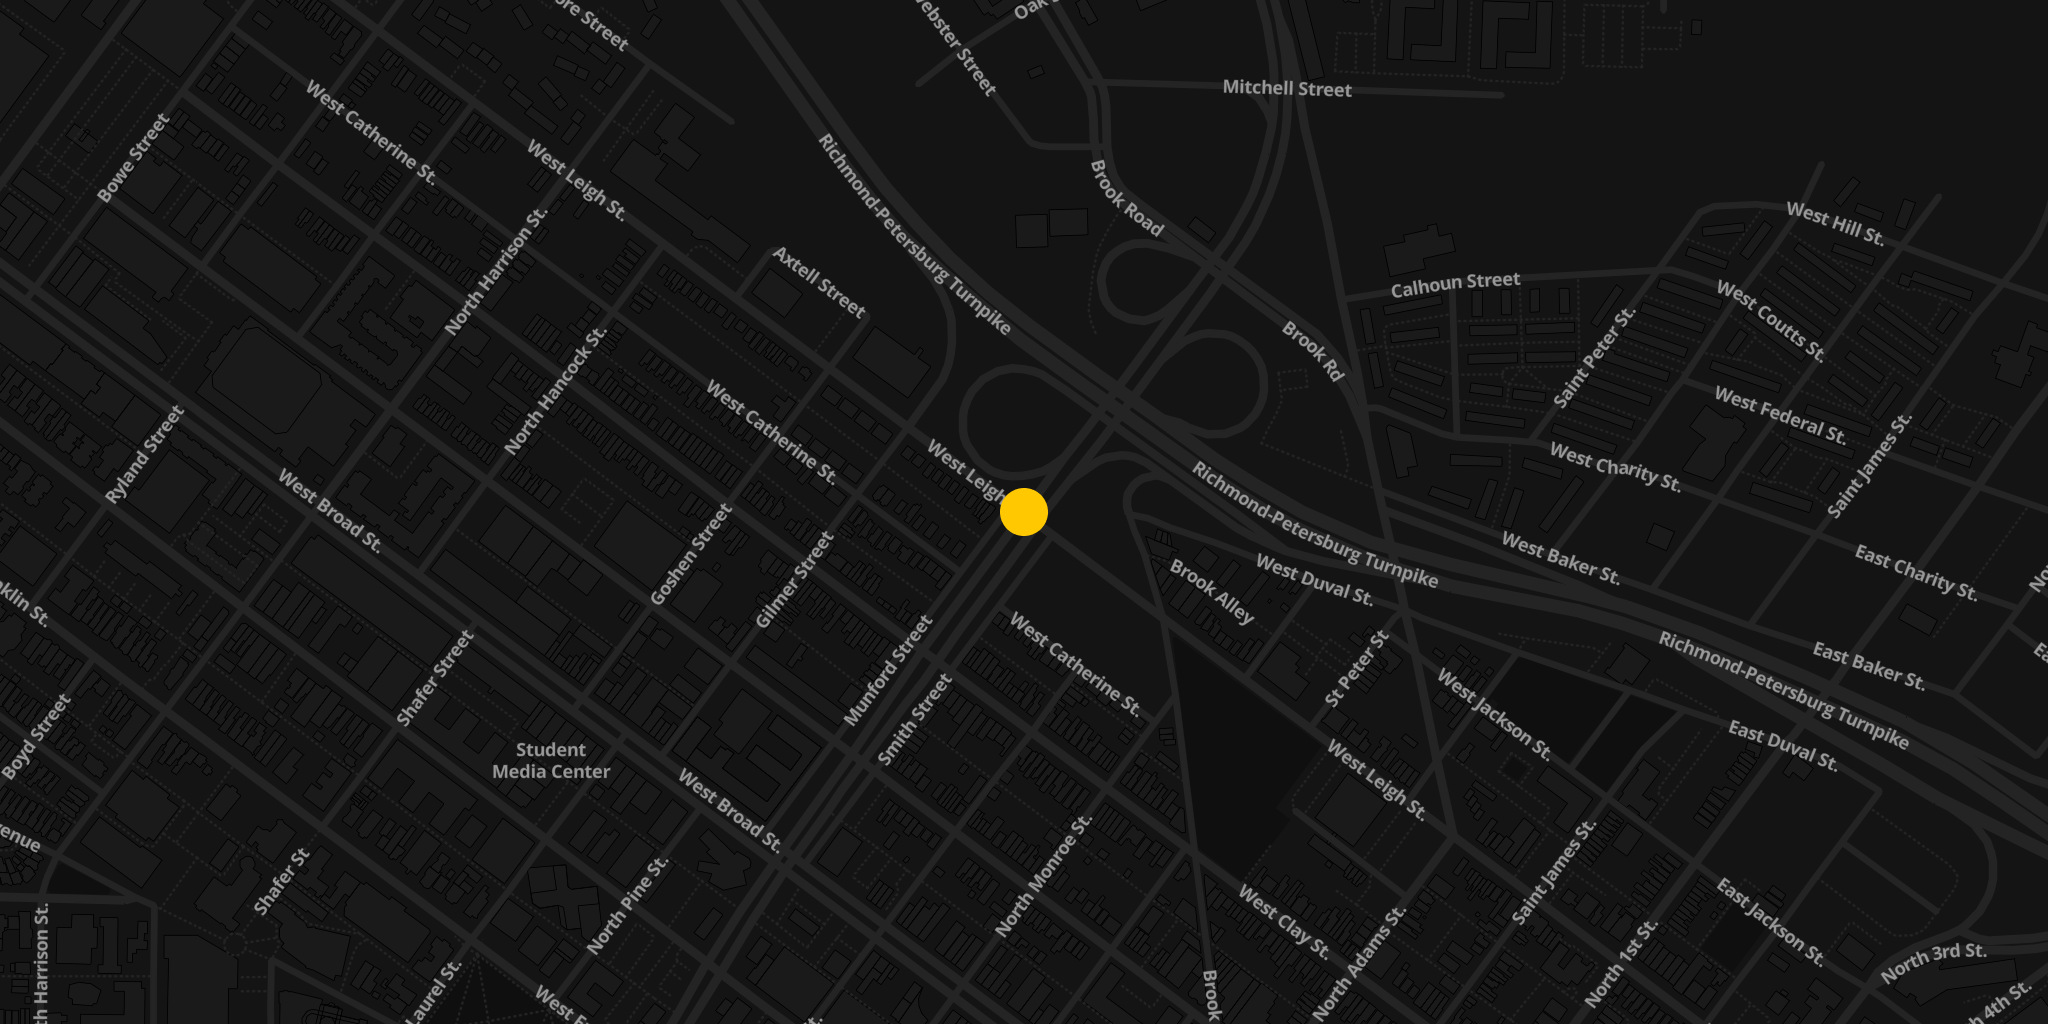 Oak
Webster Street
Mitchell Street
West Catherine St.
Bowe Street
West Leigh St.
Richmond-Petersburg Turnpike
Brook Road
West Hill St.
North Harrison St.
Axtell Street
Calhoun Street
West Coutts St.
Saint Peter St.
Brook Rd
North Hancock St.
West Catherine St.
West Federal St.
Ryland Street
West Broad St.
West Leigh
West Charity St.
Saint James St.
Richmond-Petersburg Turnpike
Goshen Street
Gilmer Street
West Duval St.
Brook Alley
West Baker St.
East Charity St.
Munford Street
West Catherine St.
St Peter St
Richmond-Petersburg Turnpike
East Baker St.
Shafer Street
Smith Street
West Jackson St.
East Duval St.
Boyd Street
Student
Media Center
West Broad St.
West Leigh St.
Shafer St
North Pine St.
North Monroe St.
West Clay St.
Saint James St.
East Jackson St.
North Harrison St.
Laurel St.
Brook
North Adams St.
North 1st St.
North 3rd St.
4th St.